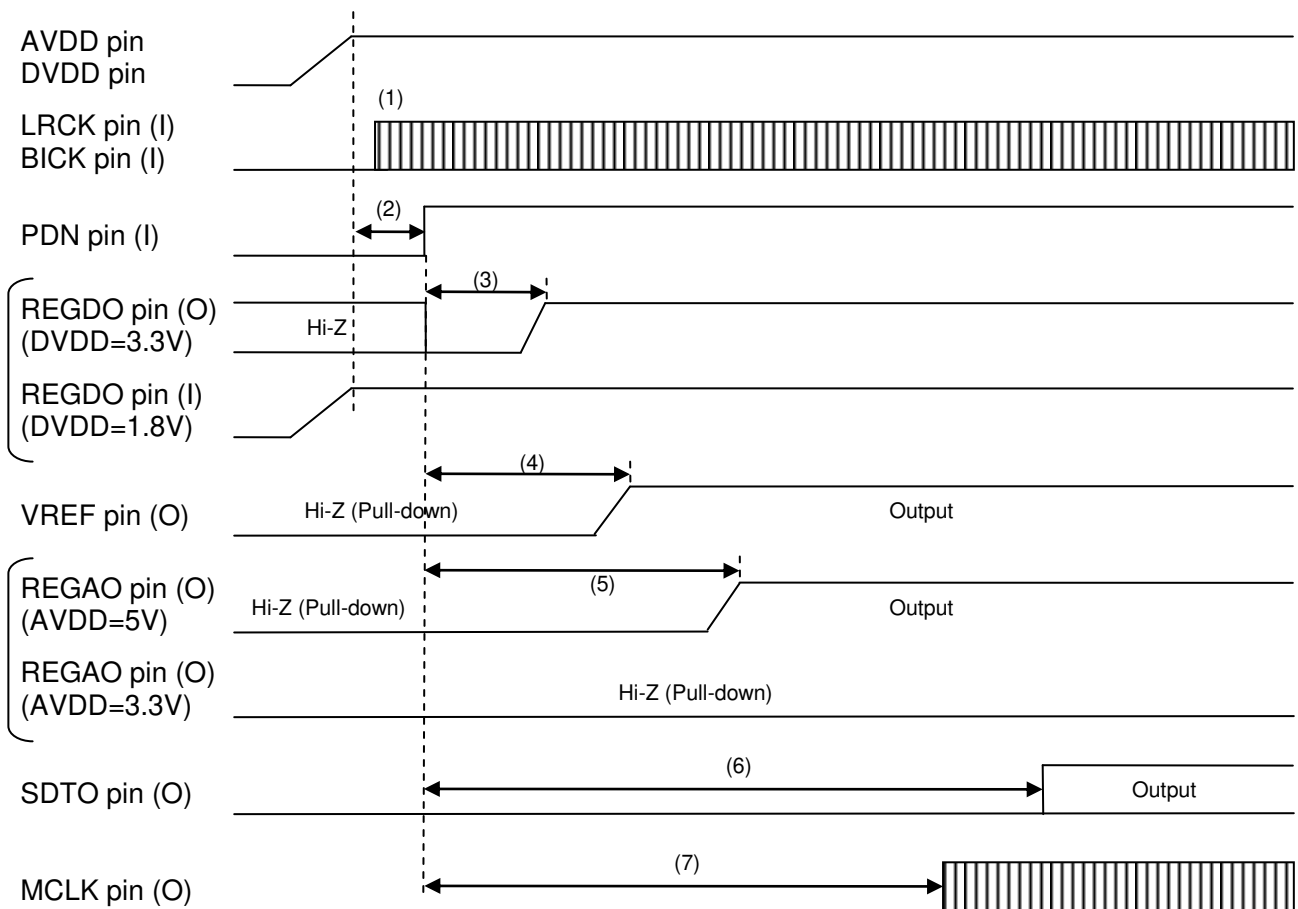 AVDD pin
DVDD pin
(1)
LRCK pin (I)
BICK pin (I)
(2)
PDN pin (I)
(3)
REGDO pin (O)
(DVDD=3.3V)
Hi-Z
REGDO pin (I)
(DVDD=1.8V)
(4)
VREF pin (O)
Hi-Z (Pull-down)
Output
(5)
REGAO pin (O)
(AVDD=5V)
Hi-Z (Pull-down)
Output
REGAO pin (O)
(AVDD=3.3V)
Hi-Z (Pull-down)
(6)
SDTO pin (O)
Output
(7)
MCLK pin (O)